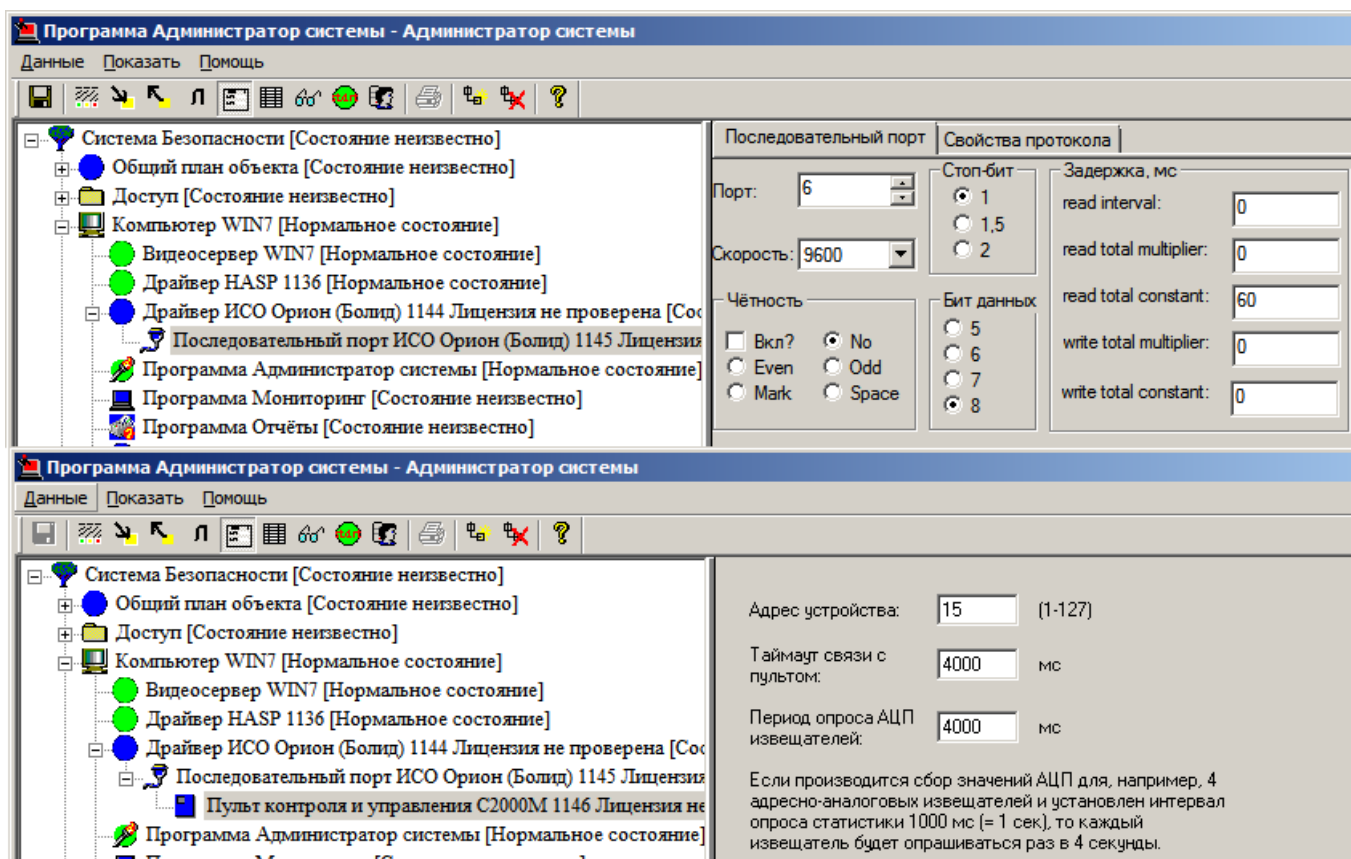 Программа Администратор системы - Администратор системы
Данные Показать Помощь
Л
Система Безопасности [Состояние неизвестно]
Общий план объекта [Состояние неизвестно]
Доступ [Состояние неизвестно]
Компьютер WIN7 [Нормальное состояние]
Видеосервер WIN7 [Нормальное состояние]
Драйвер HASP 1136 [Нормальное состояние]
Драйвер ИСО Орион (Болид) 1144 Лицензия не проверена [Сос
Последовательный порт ИСО Орион (Болид) 1145 Лицензия
Программа Администратор системы [Нормальное состояние]
Программа Мониторинг [Состояние неизвестно]
Программа Отчёты [Состояние неизвестно]
Последовательный порт Свойства протокола
Порт: 6
Скорость: 9600
Стоп-бит
1
1,5
2
Задержка, мс
read interval: 0
read total multiplier: 0
read total constant: 60
write total multiplier: 0
write total constant: 0
Чётность
Вкл? No
Even Odd
Mark Space
Бит данных
5
6
7
8
Программа Администратор системы - Администратор системы
Данные Показать Помощь
Л
Система Безопасности [Состояние неизвестно]
Общий план объекта [Состояние неизвестно]
Доступ [Состояние неизвестно]
Компьютер WIN7 [Нормальное состояние]
Видеосервер WIN7 [Нормальное состояние]
Драйвер HASP 1136 [Нормальное состояние]
Драйвер ИСО Орион (Болид) 1144 Лицензия не проверена [Сос
Последовательный порт ИСО Орион (Болид) 1145 Лицензия
Пульт контроля и управления С2000М 1146 Лицензия не
Программа Администратор системы [Нормальное состояние]
Адрес устройства: 15 (1-127)
Таймаут связи с
пультом: 4000 мс
Период опроса АЦП
извещателей: 4000 мс
Если производится сбор значений АЦП для, например, 4
адресно-аналоговых извещателей и установлен интервал
опроса статистики 1000 мс (= 1 сек), то каждый
извещатель будет опрашиваться раз в 4 секунды.